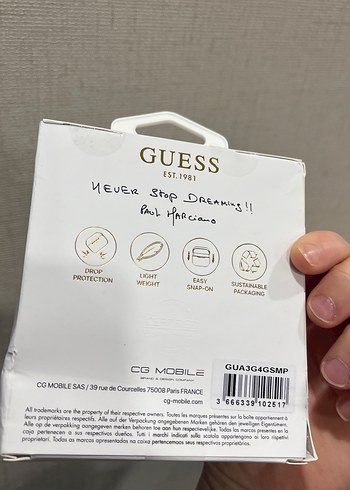 GUESS
EST.1981
NEVER STOP DREAMING!!
PAUL MARCIANO
DROP
PROTECTION
LIGHT
WEIGHT
EASY
SNAP-ON
SUSTAINABLE
PACKAGING
CG MOBILE
BRAND & DESIGN COMPANY
CG MOBILE SAS / 39 rue de Courcelles 75008 Paris FRANCE
cg-mobile.com
GUA3G4GSMP
3 666339 102517
All trademarks are the property of their respective owners. Toutes les marques présentes sur la boîte appartiennent à
leurs propriétaires respectifs. Alle auf der Verpackung angegebenen Marken gehören den jeweiligen Eigentümern.
Alle op de verpakking aangegeven merken behoren toe aan hun respectievelijke. Todas las marcas presentes en la
caja pertenecen a sus respectivos dueños. Tutti i marchi indicati sulla scatola appartengono ai loro rispettivi
proprietari. Todas as marcas apresentadas na caixa pertencemaos seus respectivos proprietários